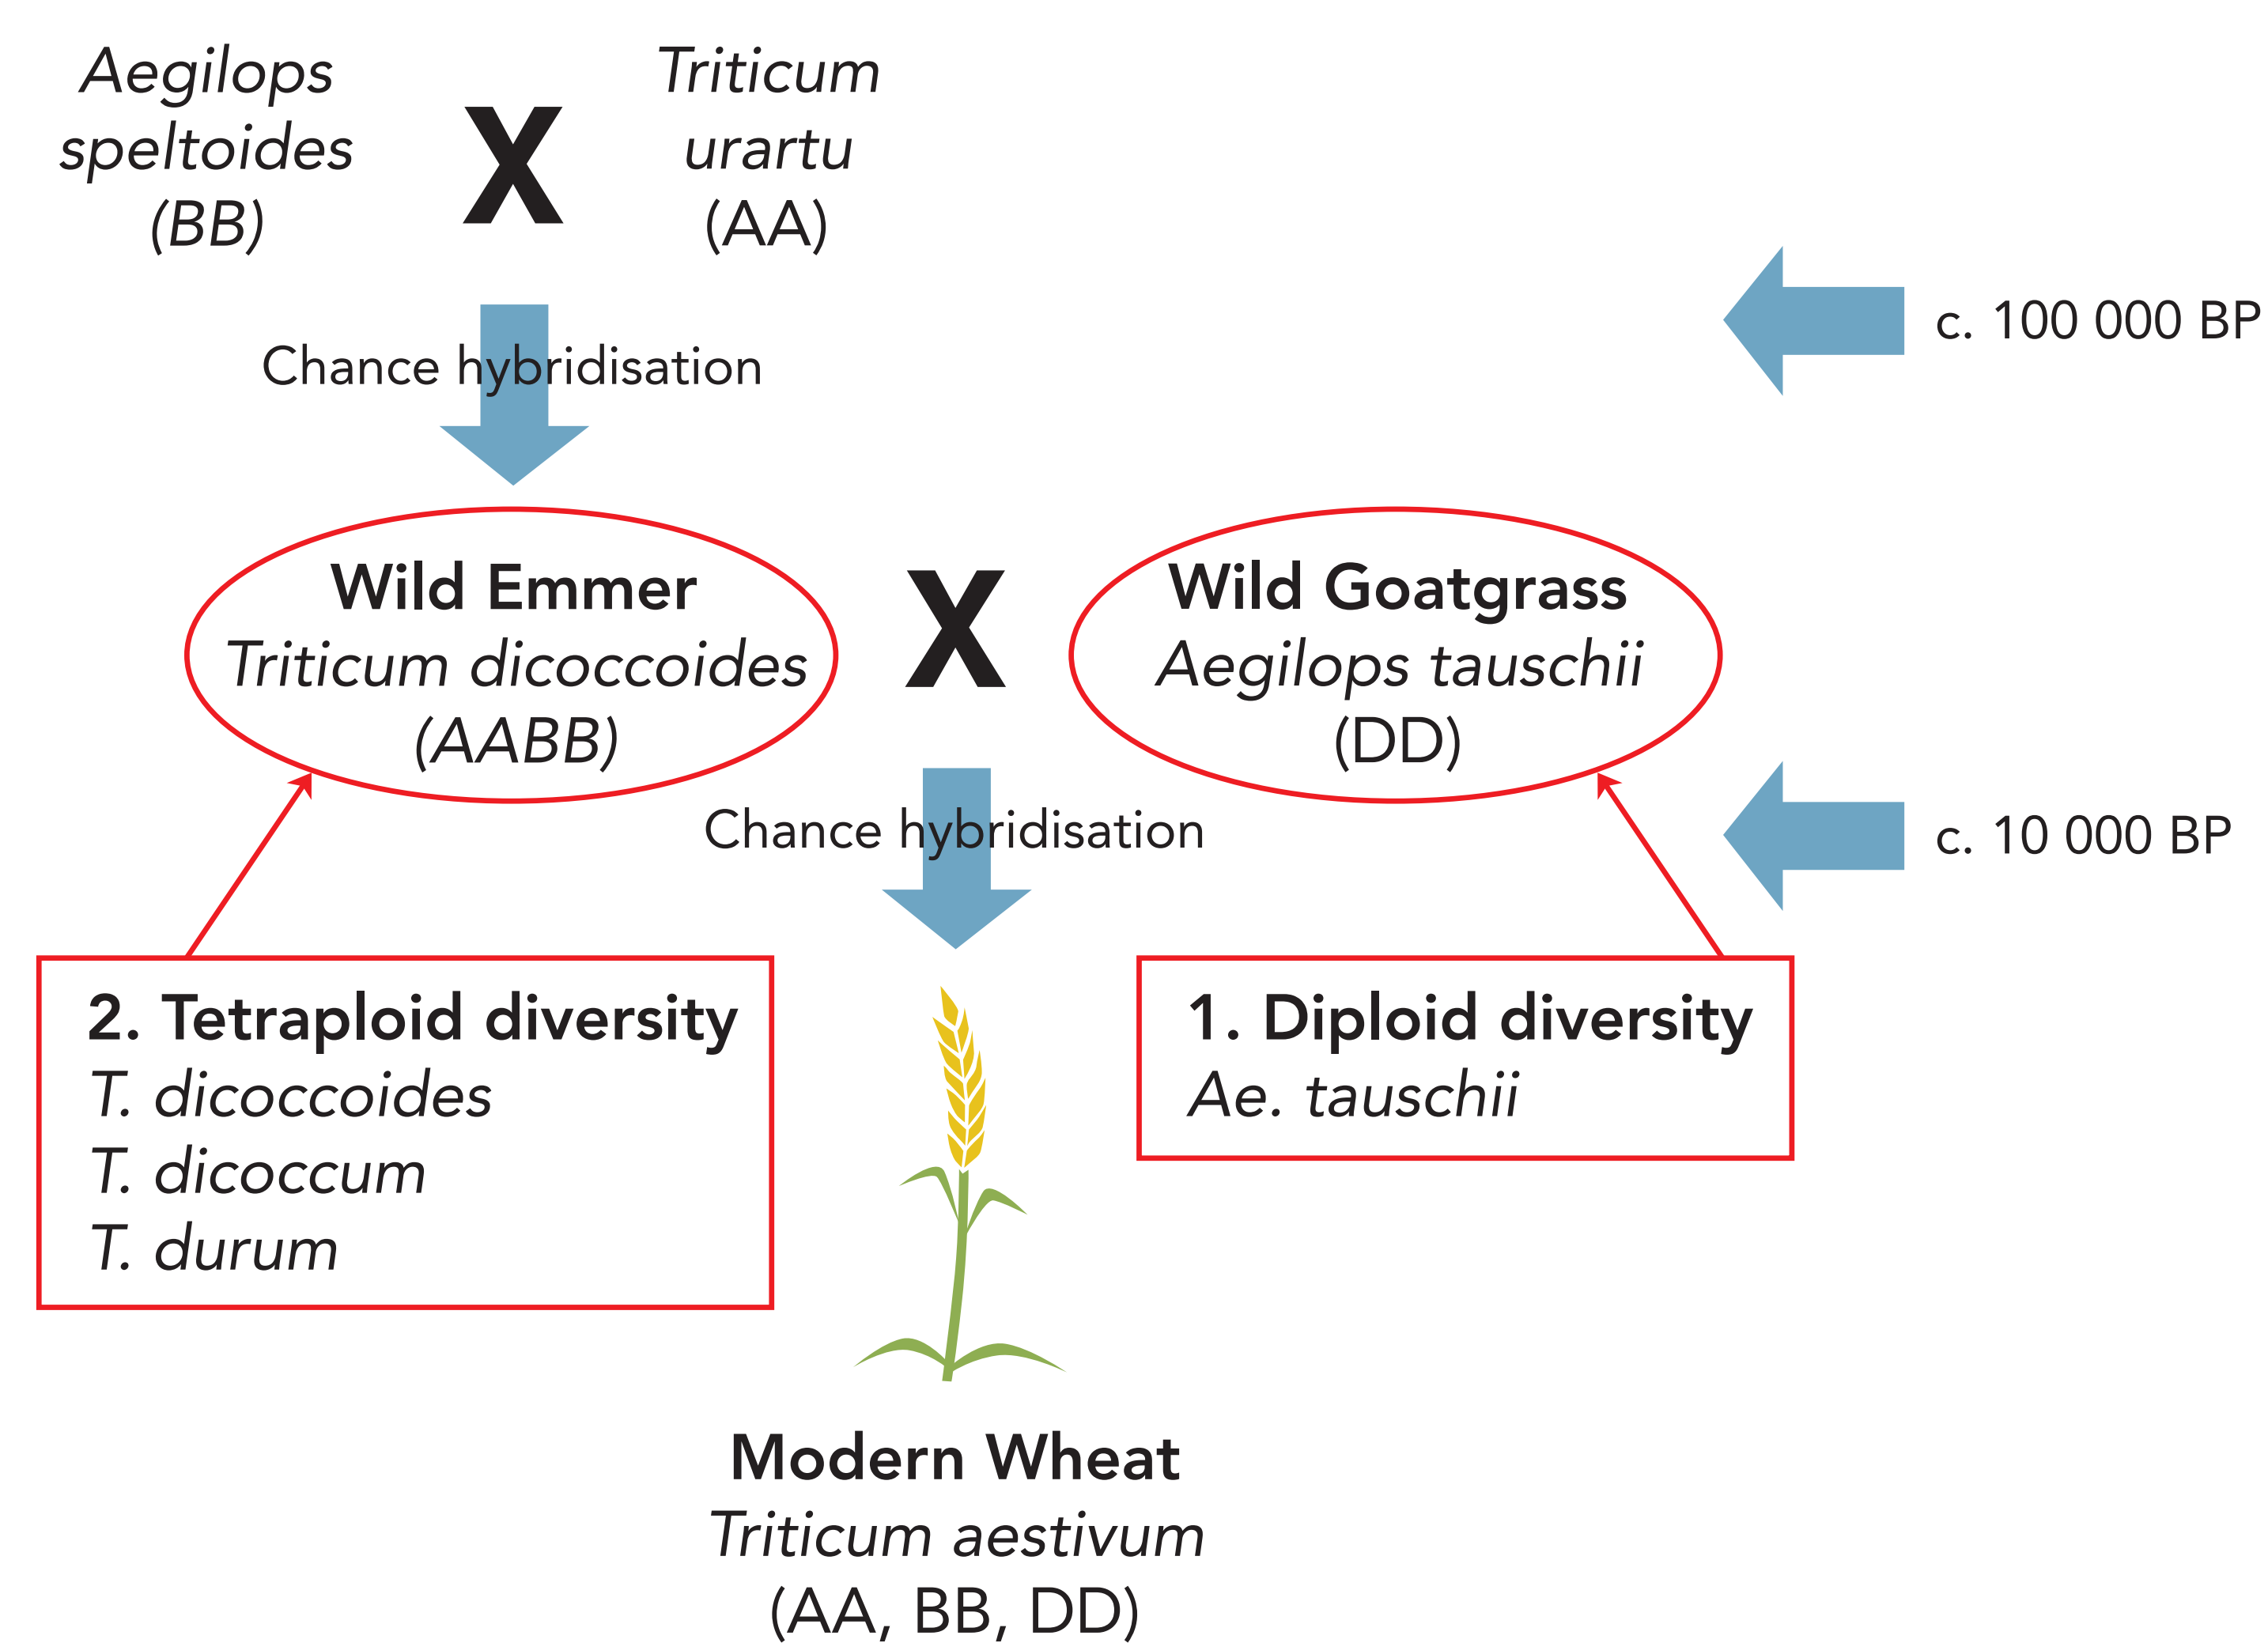 Aegilops
speltoides
(BB)
X
Triticum
urartu
(AA)
c. 100 000 BP
Chance hybridisation
Wild Emmer
Triticum dicoccoides
(AABB)
X
Wild Goatgrass
Aegilops tauschii
(DD)
c. 10 000 BP
Chance hybridisation
2. Tetraploid diversity
T. dicoccoides
T. dicoccum
T. durum
1. Diploid diversity
Ae. tauschii
Modern Wheat
Triticum aestivum
(AA, BB, DD)